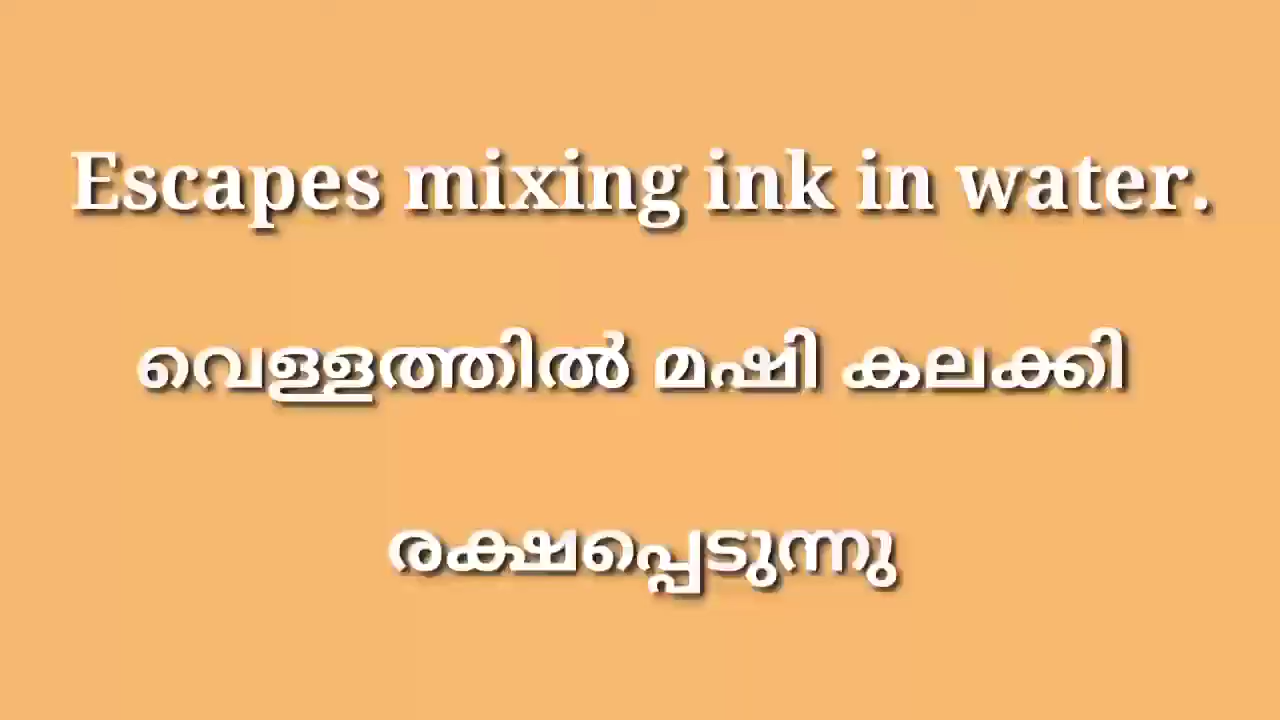 Escapes mixing ink in water.
വെള്ളത്തിൽ മഷി കലക്കി
രക്ഷപ്പെടുന്നു